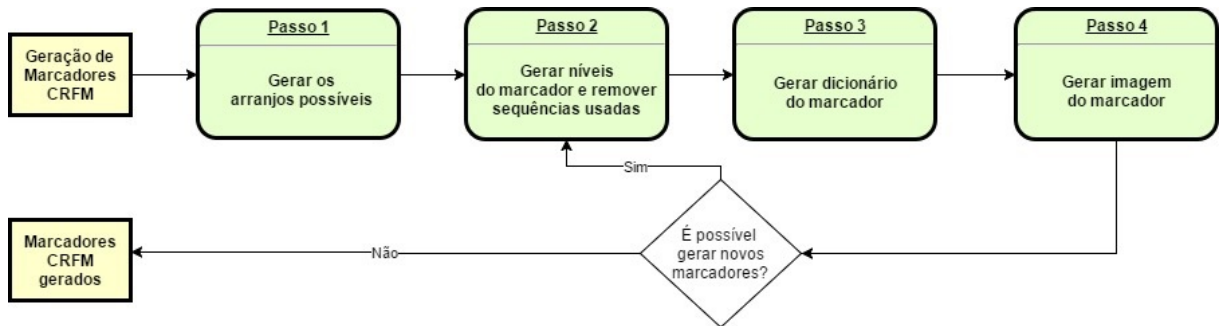 Geração de
Marcadores
CRFM
Passo 1
Gerar os
arranjos possíveis
Passo 2
Gerar níveis
do marcador e remover
sequências usadas
Passo 3
Gerar dicionário
do marcador
Passo 4
Gerar imagem
do marcador
Sim
É possível
gerar novos
marcadores?
Não
Marcadores
CRFM
gerados